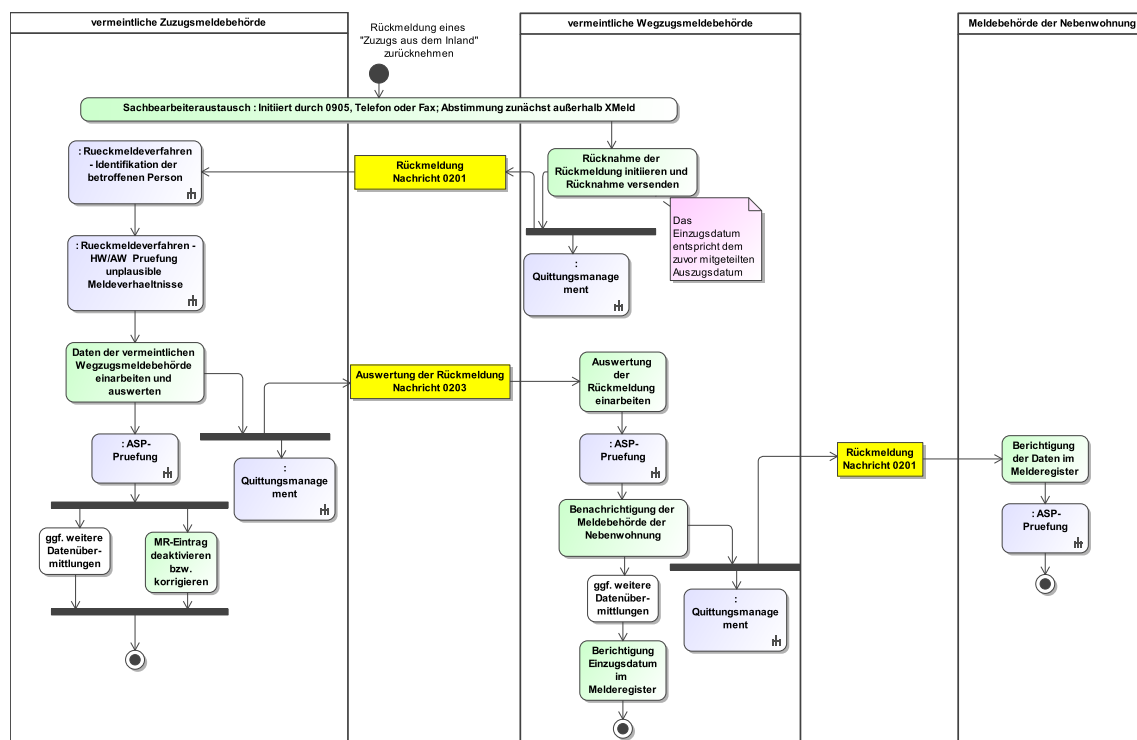 vermeintliche Zuzugsmeldebehörde
vermeintliche Wegzugsmeldebehörde
Meldebehörde der Nebenwohnung
Rückmeldung eines
"Zuzugs aus dem Inland"
zurücknehmen
Sachbearbeiteraustausch : Initiiert durch 0905, Telefon oder Fax; Abstimmung zunächst außerhalb XMeld
: Rueckmeldeverfahren
- Identifikation der
betroffenen Person
Rückmeldung
Nachricht 0201
Rücknahme der
Rückmeldung initiieren und
Rücknahme versenden
Das
Einzugsdatum
entspricht dem
zuvor mitgeteilten
Auszugsdatum
: Rueckmeldeverfahren -
HW/AW Pruefung
unplausible
Meldeverhaeltnisse
:
Quittungsmanage
ment
Daten der vermeintlichen
Wegzugsmeldebehörde
einarbeiten und
auswerten
Auswertung der Rückmeldung
Nachricht 0203
Auswertung
der
Rückmeldung
einarbeiten
: ASP-
Pruefung
:
Quittungsmanage
ment
: ASP-
Pruefung
Rückmeldung
Nachricht 0201
Berichtigung
der Daten im
Melderegister
: ASP-
Pruefung
Benachrichtigung der
Meldebehörde der
Nebenwohnung
ggf. weitere
Datenüber-
mittlungen
MR-Eintrag
deaktivieren
bzw.
korrigieren
ggf. weitere
Datenüber-
mittlungen
:
Quittungsmanage
ment
Berichtigung
Einzugsdatum
im
Melderegister